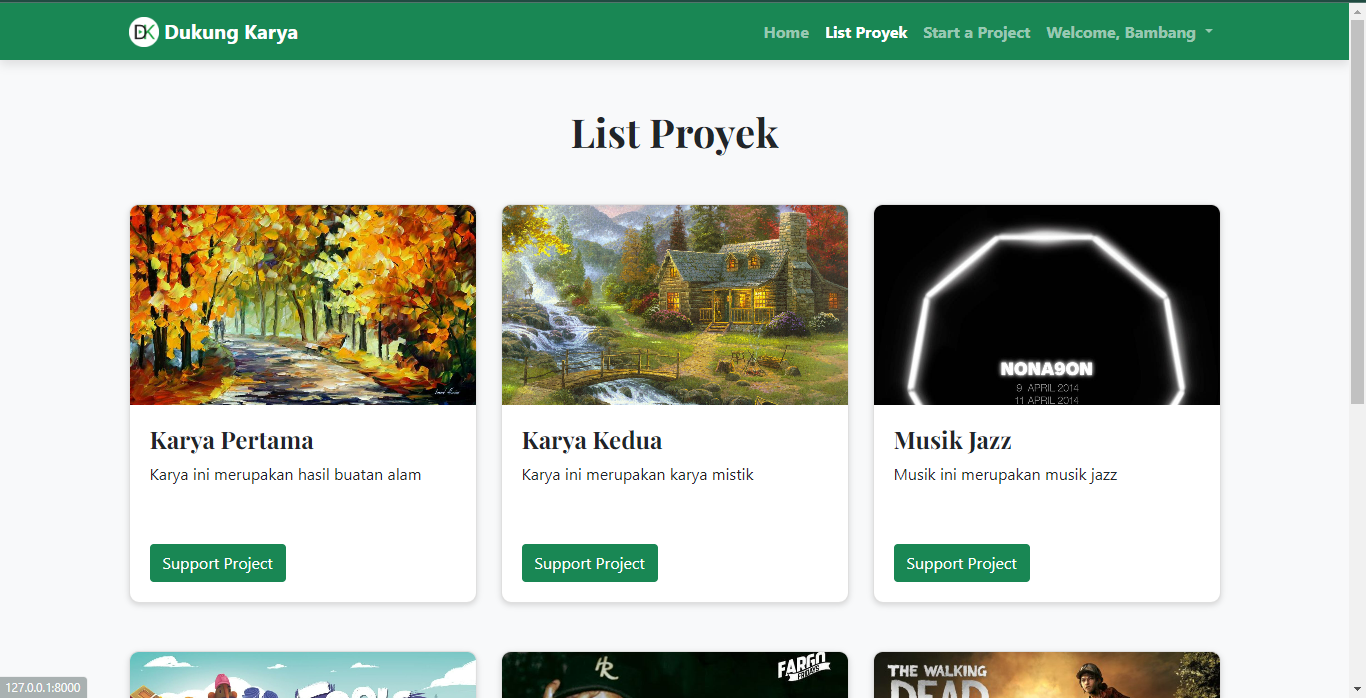 DK Dukung Karya
Home List Proyek Start a Project Welcome, Bambang
List Proyek
NONA9ON
9 APRIL 2014
11 APRIL 2014
Karya Pertama
Karya ini merupakan hasil buatan alam
Support Project
Karya Kedua
Karya ini merupakan karya mistik
Support Project
Musik Jazz
Musik ini merupakan musik jazz
Support Project
HR
FARGO
FRIDAYS
THE WALKING
DEAD
127.0.0.1:8000